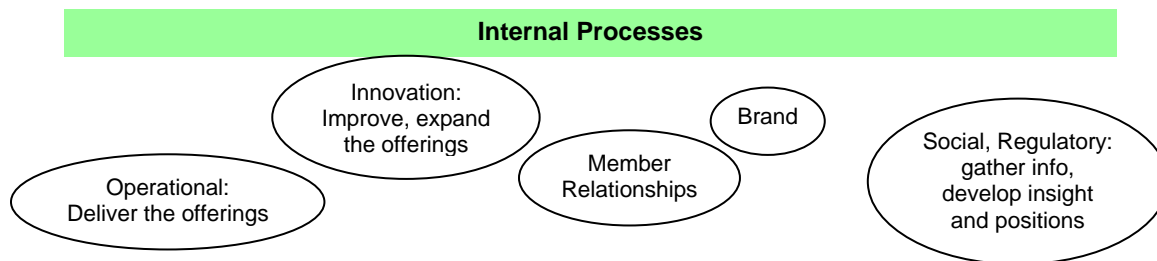 Internal Processes
Innovation:
Improve, expand
the offerings
Brand
Operational:
Deliver the offerings
Member
Relationships
Social, Regulatory:
gather info,
develop insight
and positions